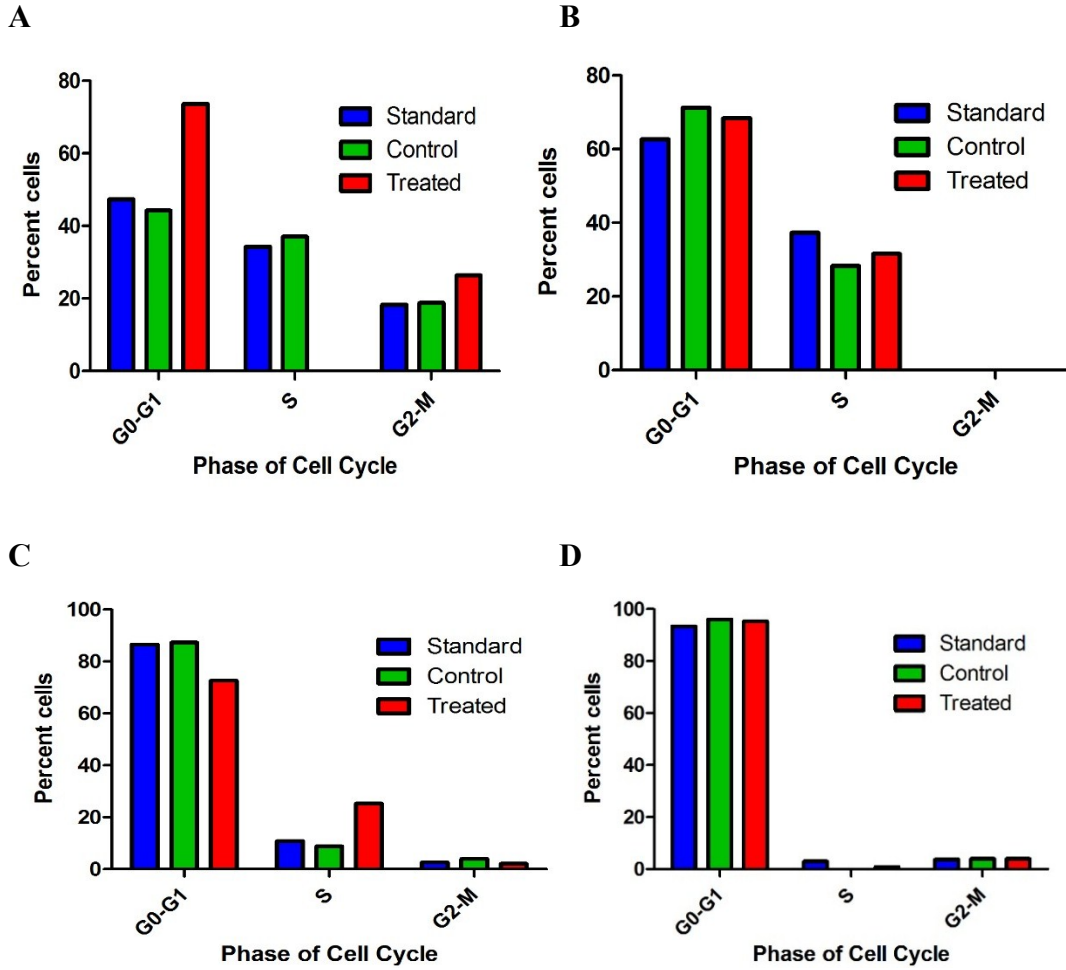 A
Percent cells
80
60
40
20
0
Standard
Control
Treated
G0-G1
S
G2-M
Phase of Cell Cycle
B
Percent cells
80
60
40
20
0
Standard
Control
Treated
G0-G1
S
G2-M
Phase of Cell Cycle
C
Percent cells
100
80
60
40
20
0
Standard
Control
Treated
G0-G1
S
G2-M
Phase of Cell Cycle
D
Percent cells
100
80
60
40
20
0
Standard
Control
Treated
G0-G1
S
G2-M
Phase of Cell Cycle